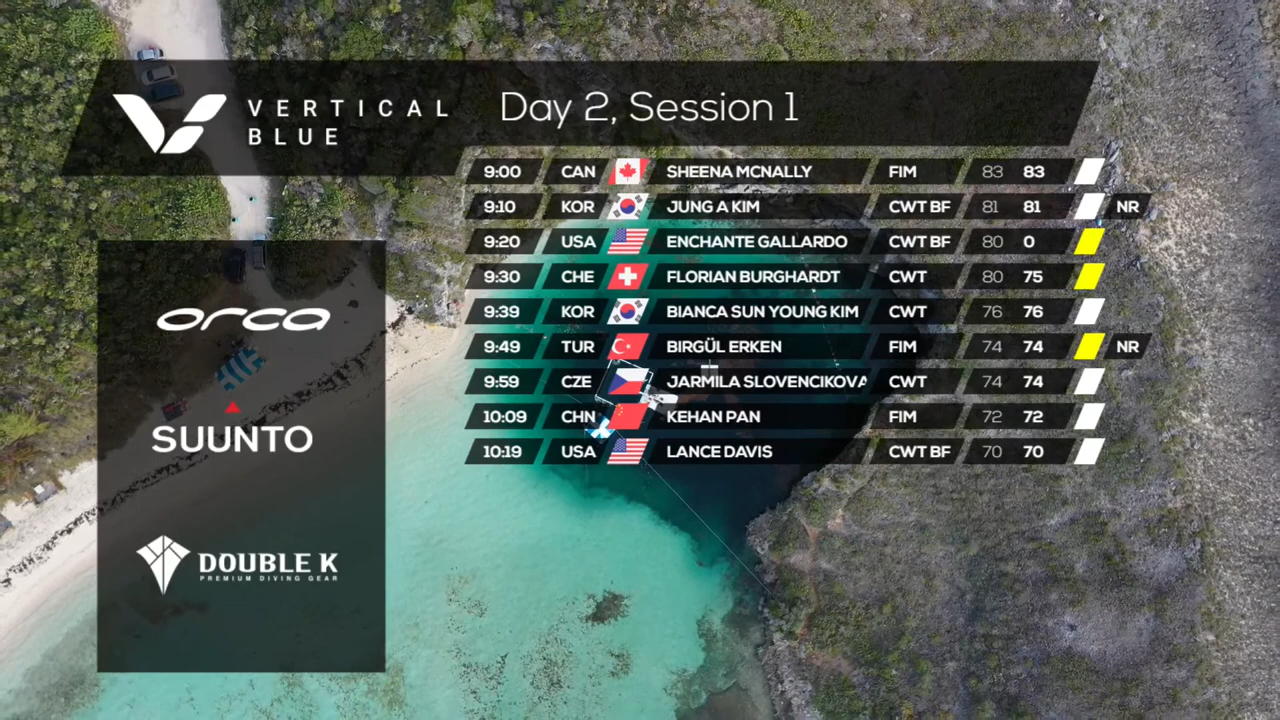 VERTICAL
BLUE
Day 2, Session 1
9:00 CAN SHEENA MCNALLY FIM 83 83
9:10 KOR JUNG A KIM CWT BF 81 81 NR
9:20 USA ENCHANTE GALLARDO CWT BF 80 0
9:30 CHE FLORIAN BURGHARDT CWT 80 75
9:39 KOR BIANCA SUN YOUNG KIM CWT 76 76
9:49 TUR BIRGÜL ERKEN FIM 74 74 NR
9:59 CZE JARMILA SLOVENCIKOVA CWT 74 74
10:09 CHN KEHAN PAN FIM 72 72
10:19 USA LANCE DAVIS CWT BF 70 70
orca
SUUNTO
DOUBLE K
PREMIUM DIVING GEAR